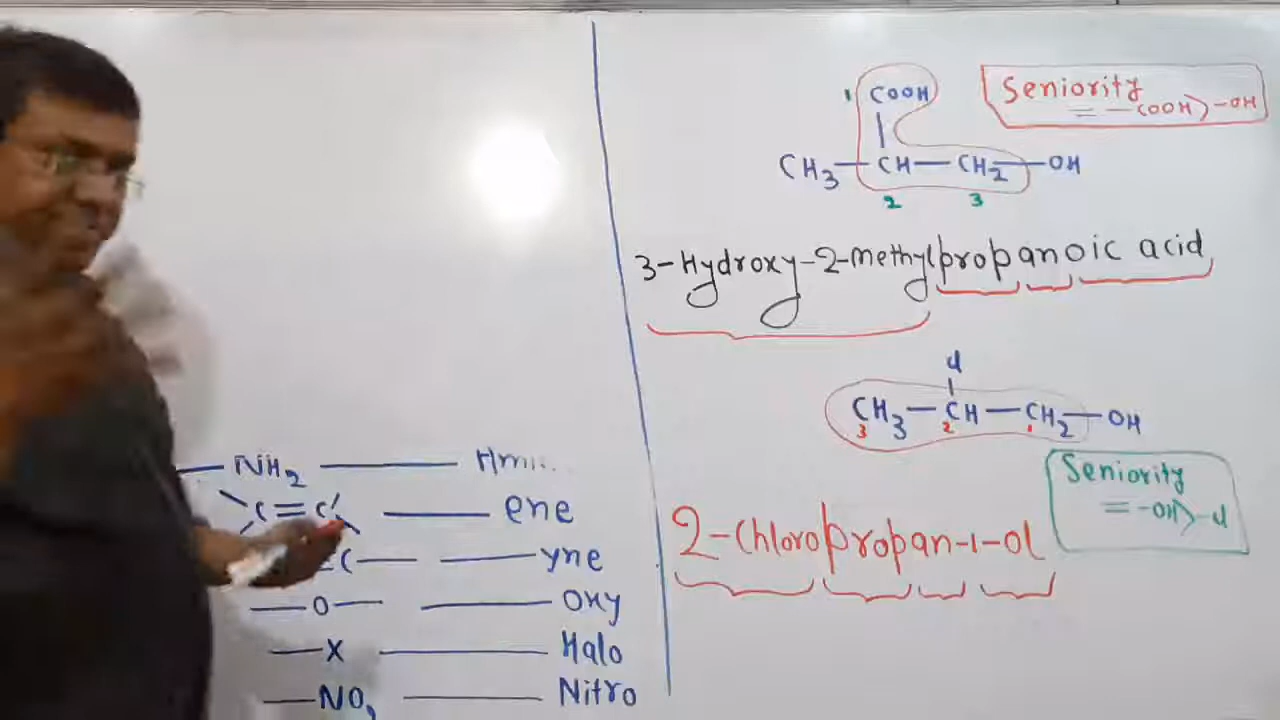 —NH2 —— Amin..
C=C —— ene
C— —— yne
—O— —— Oxy
—X —— Halo
—NO2 —— Nitro
1 COOH
|
CH3—CH—CH2—OH
2 3
Seniority
= —COOH>—OH
3-Hydroxy-2-methylpropanoic acid
Cl
|
CH3—CH—CH2—OH
3 2 1
Seniority
= —OH>—Cl
2-Chloropropan-1-ol